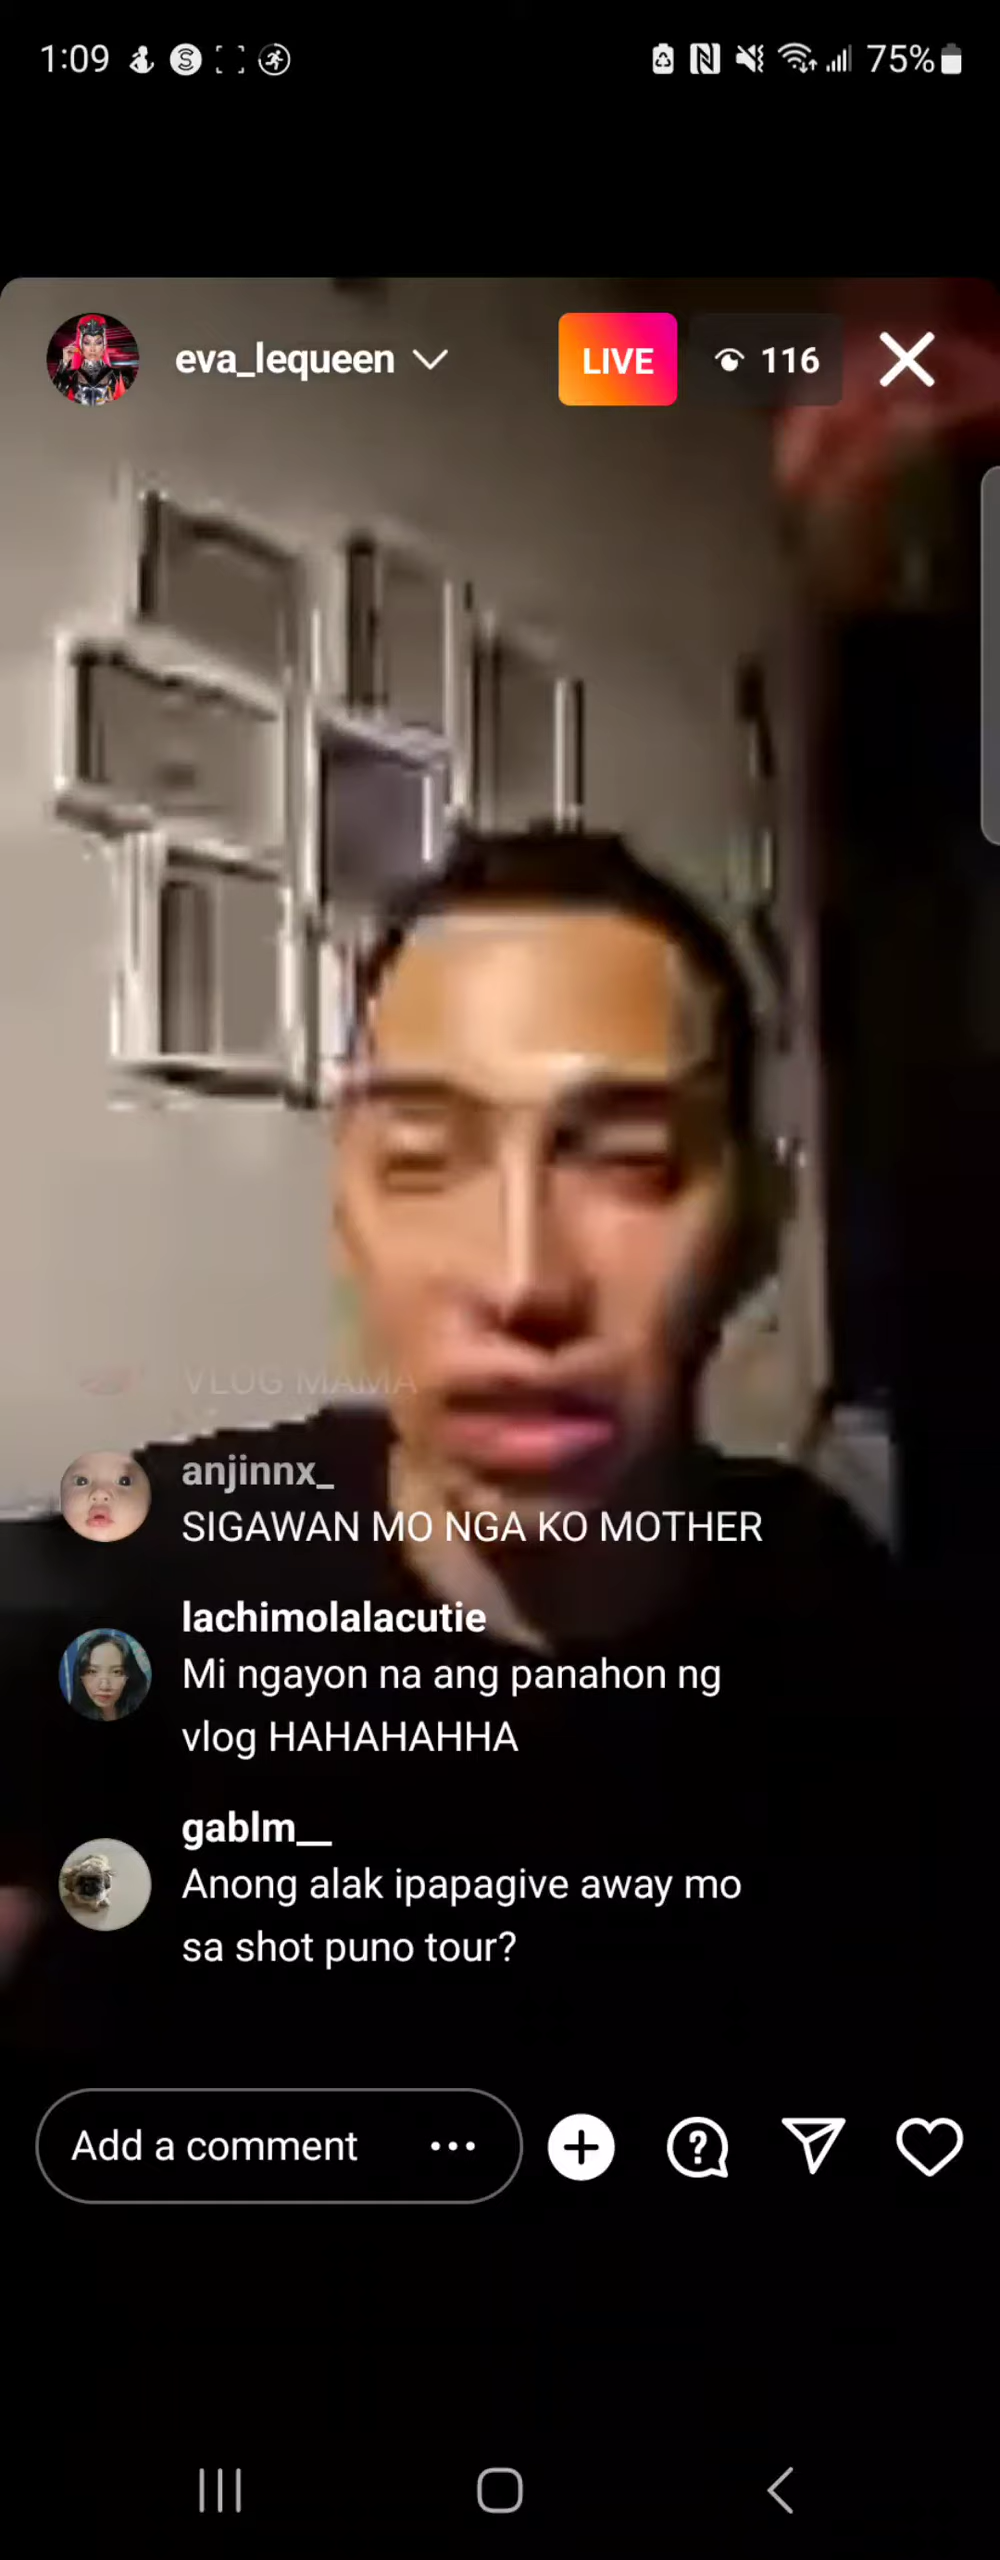 1:09
75%
eva_lequeen
LIVE
116
VLOG MAMA
anjinnx_
SIGAWAN MO NGA KO MOTHER
lachimolalacutie
Mi ngayon na ang panahon ng
vlog HAHAHAHHA
gablm__
Anong alak ipapagive away mo
sa shot puno tour?
Add a comment